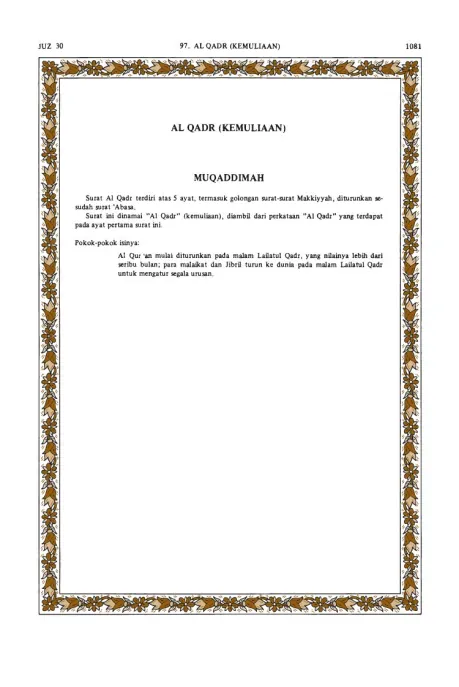 JUZ 30 97. AL QADR (KEMULIAAN) 1081
AL QADR (KEMULIAAN)
MUQADDIMAH
Surat Al Qadr terdiri atas 5 ayat, termasuk golongan surat-surat Makkiyyah, diturunkan se-
sudah surat 'Abasa.
Surat ini dinamai "Al Qadr" (kemuliaan), diambil dari perkataan "Al Qadr" yang terdapat
pada ayat pertama surat ini.
Pokok-pokok isinya:
Al Qur'an mulai diturunkan pada malam Lailatul Qadr, yang nilainya lebih dari
seribu bulan; para malaikat dan Jibril turun ke dunia pada malam Lailatul Qadr
untuk mengatur segala urusan.